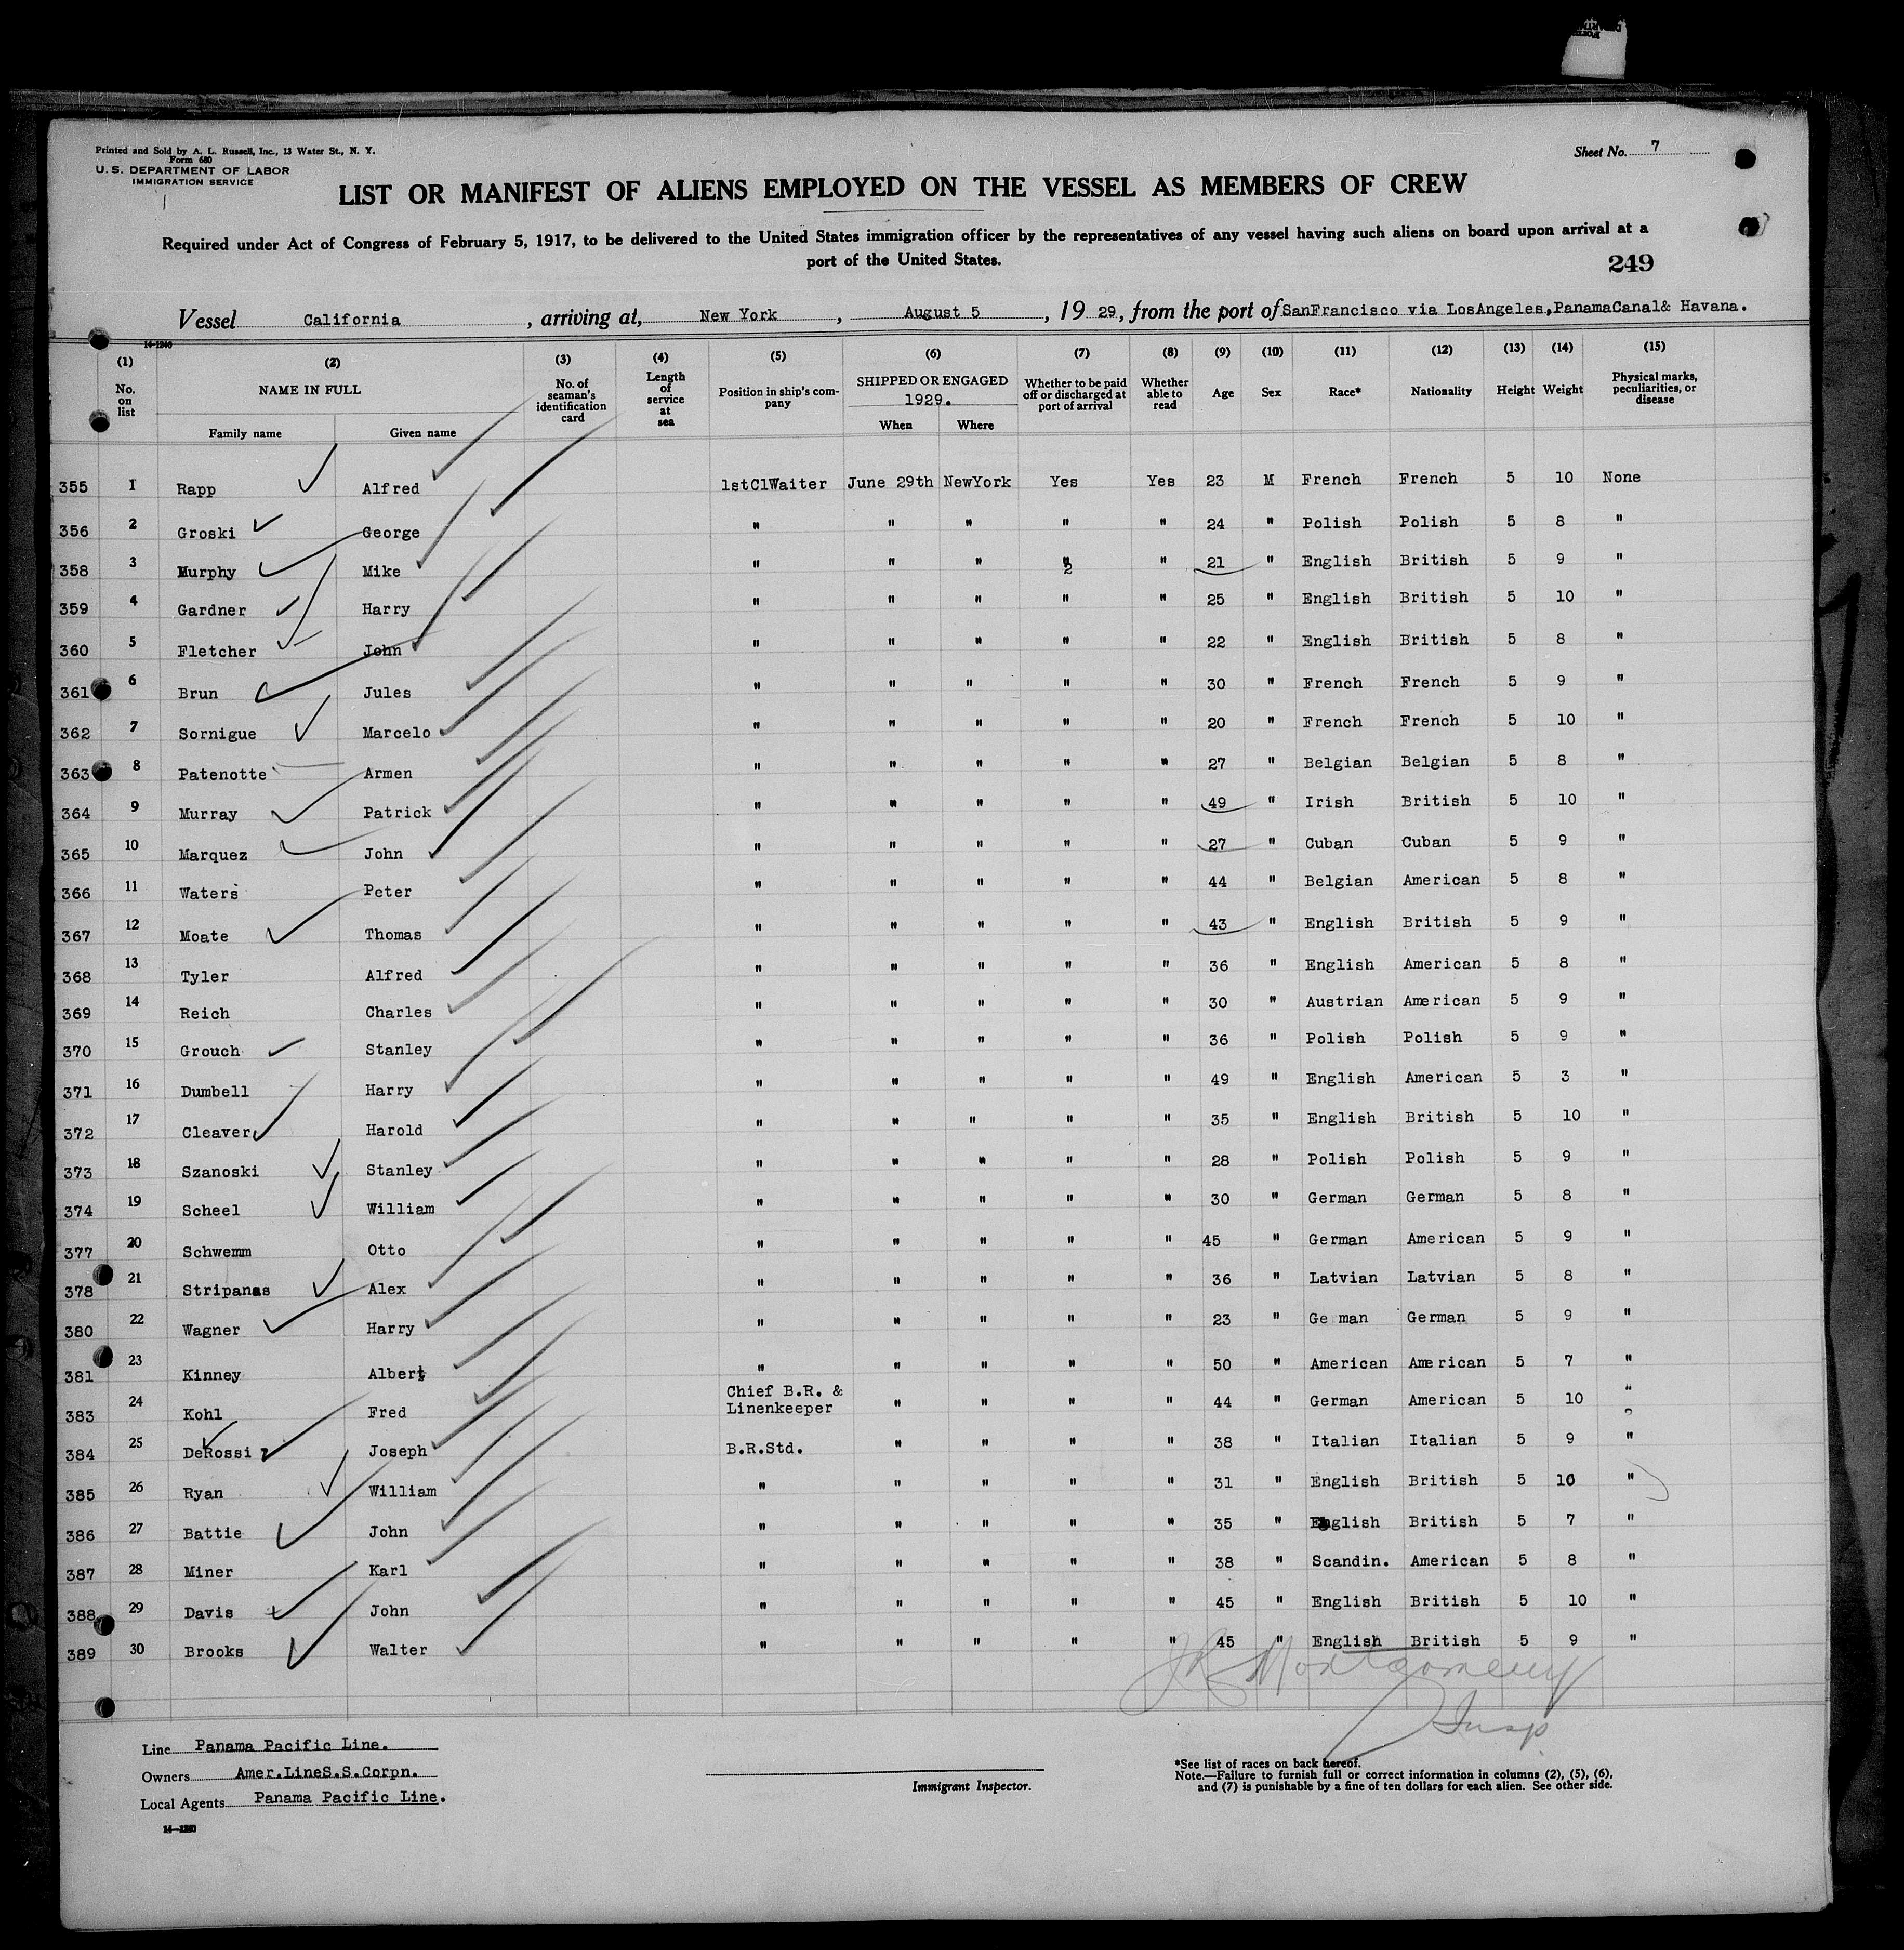 Printed and Sold by A. L. Russell, Inc., 13 Water St., N. Y.
Form 680
U. S. DEPARTMENT OF LABOR
IMMIGRATION SERVICE
Sheet No. 7
LIST OR MANIFEST OF ALIENS EMPLOYED ON THE VESSEL AS MEMBERS OF CREW
Required under Act of Congress of February 5, 1917, to be delivered to the United States immigration officer by the representatives of any vessel having such aliens on board upon arrival at a
port of the United States.
249
Vessel California, arriving at, New York, August 5, 1929, from the port of SanFrancisco via LosAngeles, PanamaCanal& Havana.
14-1240
(1) (2) (3) (4) (5) (6) (7) (8) (9) (10) (11) (12) (13) (14) (15)
No. on list
NAME IN FULL
Family name Given name
No. of seaman's identification card
Length of service at sea
Position in ship's company
SHIPPED OR ENGAGED
1929.
When Where
Whether to be paid off or discharged at port of arrival
Whether able to read
Age Sex Race* Nationality Height Weight
Physical marks, peculiarities, or disease
355 1 Rapp Alfred 1stClWaiter June 29th NewYork Yes Yes 23 M French French 5 10 None
356 2 Groski George " " " " " 24 " Polish Polish 5 8 "
358 3 Murphy Mike " " " " 2 " 21 " English British 5 9 "
359 4 Gardner Harry " " " " " 25 " English British 5 10 "
360 5 Fletcher John " " " " " 22 " English British 5 8 "
361 6 Brun Jules " " " " " 30 " French French 5 9 "
362 7 Sornigue Marcelo " " " " " 20 " French French 5 10 "
363 8 Patenotte Armen " " " " " 27 " Belgian Belgian 5 8 "
364 9 Murray Patrick " " " " " 49 " Irish British 5 10 "
365 10 Marquez John " " " " " 27 " Cuban Cuban 5 9 "
366 11 Waters Peter " " " " " 44 " Belgian American 5 8 "
367 12 Moate Thomas " " " " " 43 " English British 5 9 "
368 13 Tyler Alfred " " " " " 36 " English American 5 8 "
369 14 Reich Charles " " " " " 30 " Austrian American 5 9 "
370 15 Grouch Stanley " " " " " 36 " Polish Polish 5 9 "
371 16 Dumbell Harry " " " " " 49 " English American 5 3 "
372 17 Cleaver Harold " " " " " 35 " English British 5 10 "
373 18 Szanoski Stanley " " " " " 28 " Polish Polish 5 9 "
374 19 Scheel William " " " " " 30 " German German 5 8 "
377 20 Schwemm Otto " " " " " 45 " German American 5 9 "
378 21 Stripanas Alex " " " " " 36 " Latvian Latvian 5 8 "
380 22 Wagner Harry " " " " " 23 " Ge man German 5 9 "
381 23 Kinney Albert " " " " " 50 " American American 5 7 "
383 24 Kohl Fred Chief B.R. & Linenkeeper " " " " 44 " German American 5 10 "
384 25 DeRossi Joseph B.R.Std. " " " " 38 " Italian Italian 5 9 "
385 26 Ryan William " " " " " 31 " English British 5 10 "
386 27 Battie John " " " " " 35 " English British 5 7 "
387 28 Miner Karl " " " " " 38 " Scandin. American 5 8 "
388 29 Davis John " " " " " 45 " English British 5 10 "
389 30 Brooks Walter " " " " " 45 " English British 5 9 "
JR Montgomery
Insp
Line Panama Pacific Line.
Owners Amer.LineS.S.Corpn.
Local Agents Panama Pacific Line.
14-1240
Immigrant Inspector.
*See list of races on back hereof.
Note.—Failure to furnish full or correct information in columns (2), (5), (6),
and (7) is punishable by a fine of ten dollars for each alien. See other side.